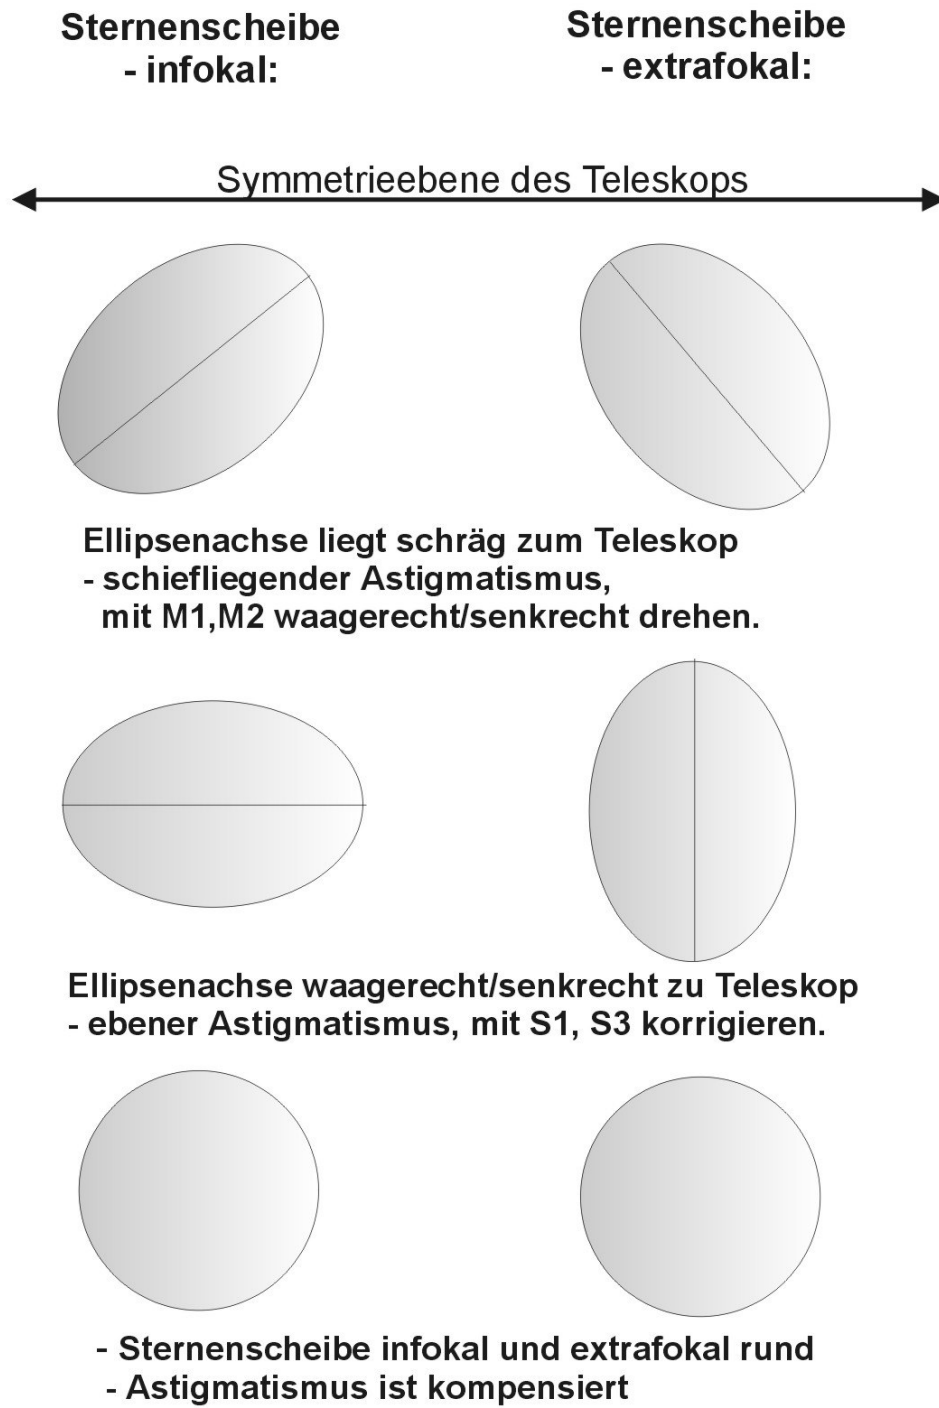 Sternenscheibe
- infokal:
Sternenscheibe
- extrafokal:
Symmetrieebene des Teleskops
Ellipsenachse liegt schräg zum Teleskop
- schiefliegender Astigmatismus,
mit M1,M2 waagerecht/senkrecht drehen.
Ellipsenachse waagerecht/senkrecht zu Teleskop
- ebener Astigmatismus, mit S1, S3 korrigieren.
- Sternenscheibe infokal und extrafokal rund
- Astigmatismus ist kompensiert